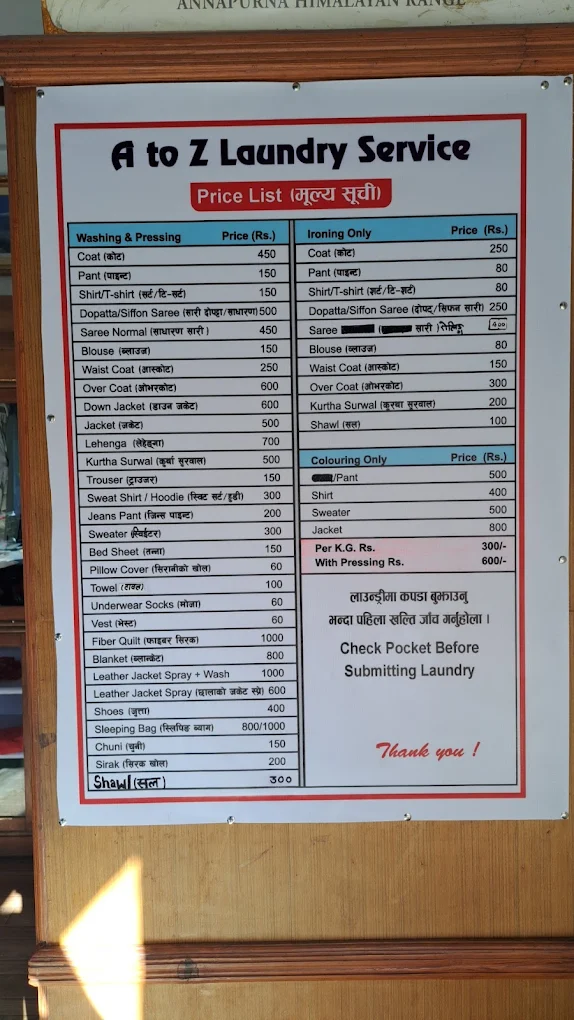 ANNAPURNA HIMALAYAN RANGE
A to Z Laundry Service
Price List (मूल्य सूची)
Washing & Pressing Price (Rs.)
Coat (कोट) 450
Pant (पाइन्ट) 150
Shirt/T-shirt (सर्ट/टि-सर्ट) 150
Dopatta/Siffon Saree (सारी दोपट्टा/साधारण) 500
Saree Normal (साधारण सारी) 450
Blouse (ब्लाउज) 150
Waist Coat (आस्कोट) 250
Over Coat (ओभरकोट) 600
Down Jacket (डाउन जकेट) 600
Jacket (जकेट) 500
Lehenga (लेहेङ्गा) 700
Kurtha Surwal (कुर्था सुरवाल) 500
Trouser (ट्राउजर) 150
Sweat Shirt / Hoodie (स्विट सर्ट/हुडी) 300
Jeans Pant (जिन्स पाइन्ट) 200
Sweater (स्विईटर) 300
Bed Sheet (तन्ना) 150
Pillow Cover (सिरानीको खोल) 60
Towel (टावल) 100
Underwear Socks (मोजा) 60
Vest (भेस्ट) 60
Fiber Quilt (फाइबर सिरक) 1000
Blanket (ब्लान्केट) 800
Leather Jacket Spray + Wash 1000
Leather Jacket Spray (छालाको जकेट स्प्रे) 600
Shoes (जुत्ता) 400
Sleeping Bag (स्लिपिङ ब्याग) 800/1000
Chuni (चुनी) 150
Sirak (सिरक खोल) 200
Shawl (सल) 300
Ironing Only Price (Rs.)
Coat (कोट) 250
Pant (पाइन्ट) 80
Shirt/T-shirt (सर्ट/टि-सर्ट) 80
Dopatta/Siffon Saree (दोपट्/सिफन सारी) 250
Saree ( सारी ) 400
Blouse (ब्लाउज) 80
Waist Coat (आस्कोट) 150
Over Coat (ओभरकोट) 300
Kurtha Surwal (कुरथा सुरवाल) 200
Shawl (सल) 100
Colouring Only Price (Rs.)
/Pant 500
Shirt 400
Sweater 500
Jacket 800
Per K.G. Rs. 300/-
With Pressing Rs. 600/-
लाउन्ड्रीमा कपडा बुझाउनु
भन्दा पहिला खल्ति जाँच गर्नुहोला ।
Check Pocket Before
Submitting Laundry
Thank you !